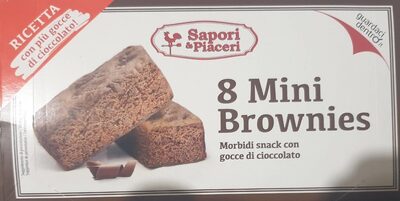 RICETTA
con più gocce
di cioccolato!
Sapori
& Piaceri
guardaci
dentro
8 Mini
Brownies
Morbidi snack con
gocce di cioccolato